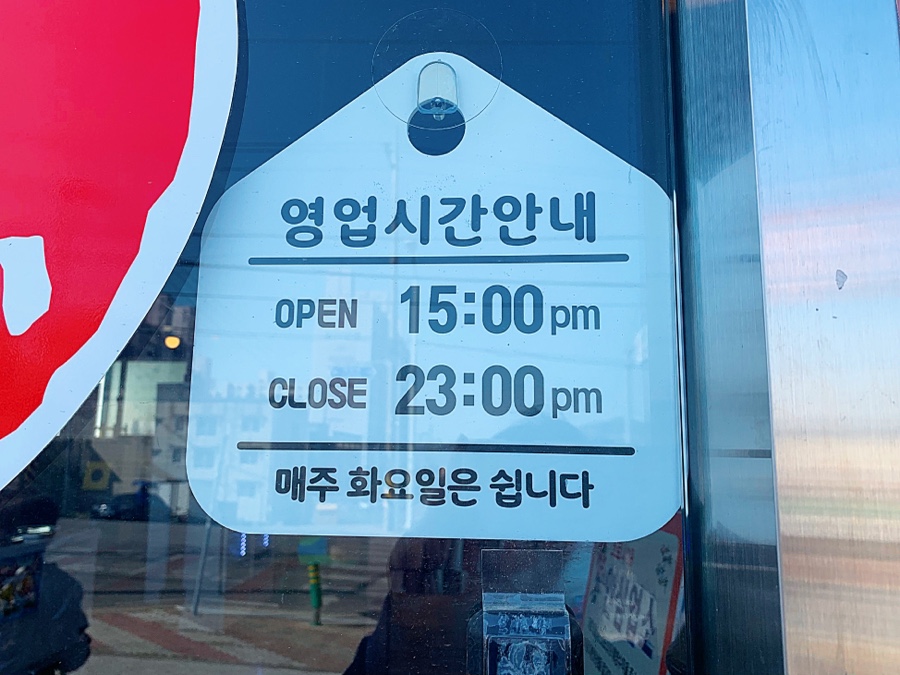 영업시간안내
OPEN 15:00pm
CLOSE 23:00pm
매주 화요일은 쉽니다